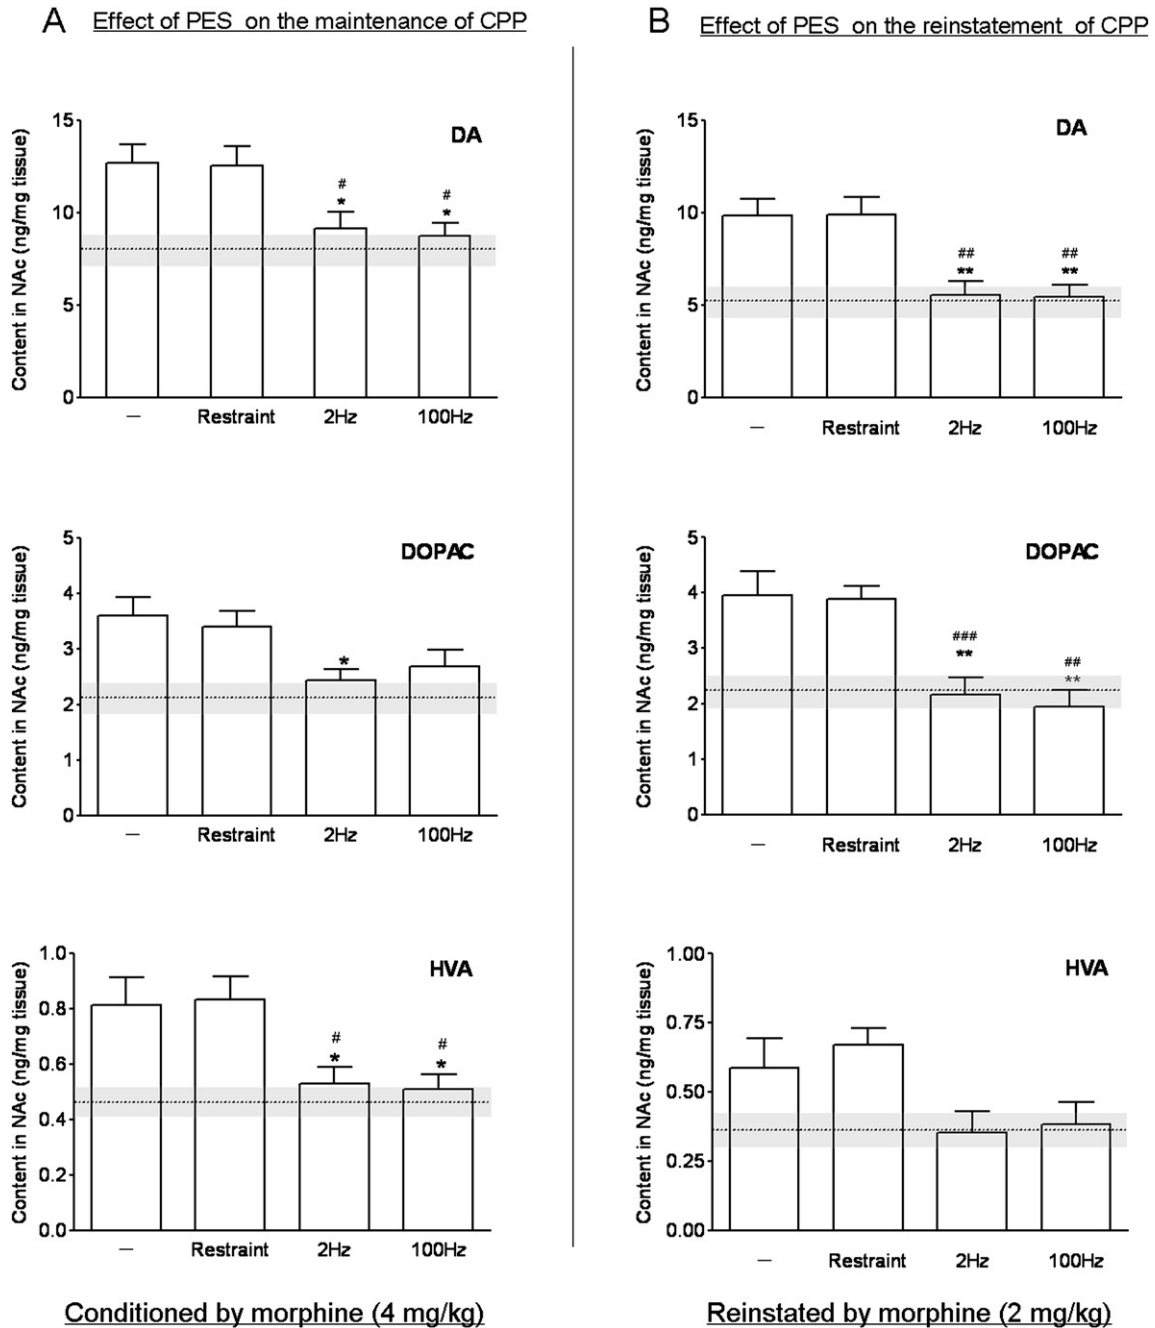 A Effect of PES on the maintenance of CPP
Content in NAc (ng/mg tissue)
15
10
5
0
DA
#
*
#
*
— Restraint 2Hz 100Hz
Content in NAc (ng/mg tissue)
5
4
3
2
1
0
DOPAC
*
— Restraint 2Hz 100Hz
Content in NAc (ng/mg tissue)
1.0
0.8
0.6
0.4
0.2
0.0
HVA
#
*
#
*
— Restraint 2Hz 100Hz
Conditioned by morphine (4 mg/kg)
B Effect of PES on the reinstatement of CPP
Content in NAc (ng/mg tissue)
15
10
5
0
DA
##
**
##
**
— Restraint 2Hz 100Hz
Content in NAc (ng/mg tissue)
5
4
3
2
1
0
DOPAC
###
**
##
**
— Restraint 2Hz 100Hz
Content in NAc (ng/mg tissue)
1.00
0.75
0.50
0.25
0.00
HVA
— Restraint 2Hz 100Hz
Reinstated by morphine (2 mg/kg)